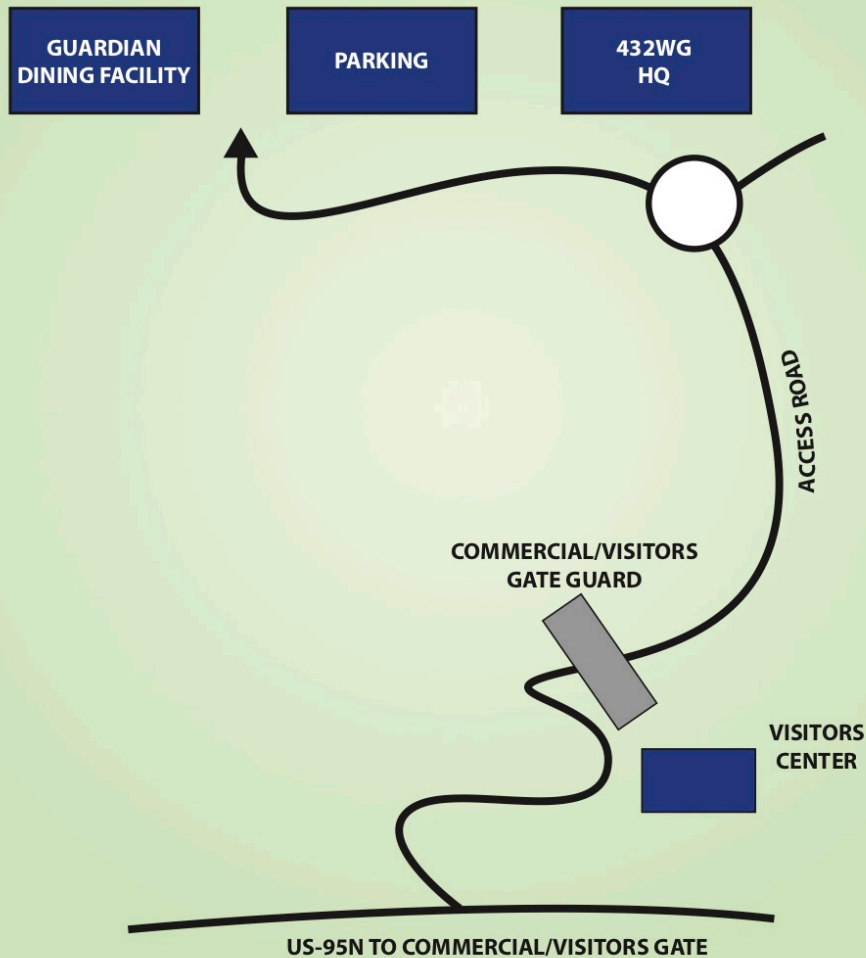 GUARDIAN
DINING FACILITY
PARKING
432WG
HQ
ACCESS ROAD
COMMERCIAL/VISITORS
GATE GUARD
VISITORS
CENTER
US-95N TO COMMERCIAL/VISITORS GATE